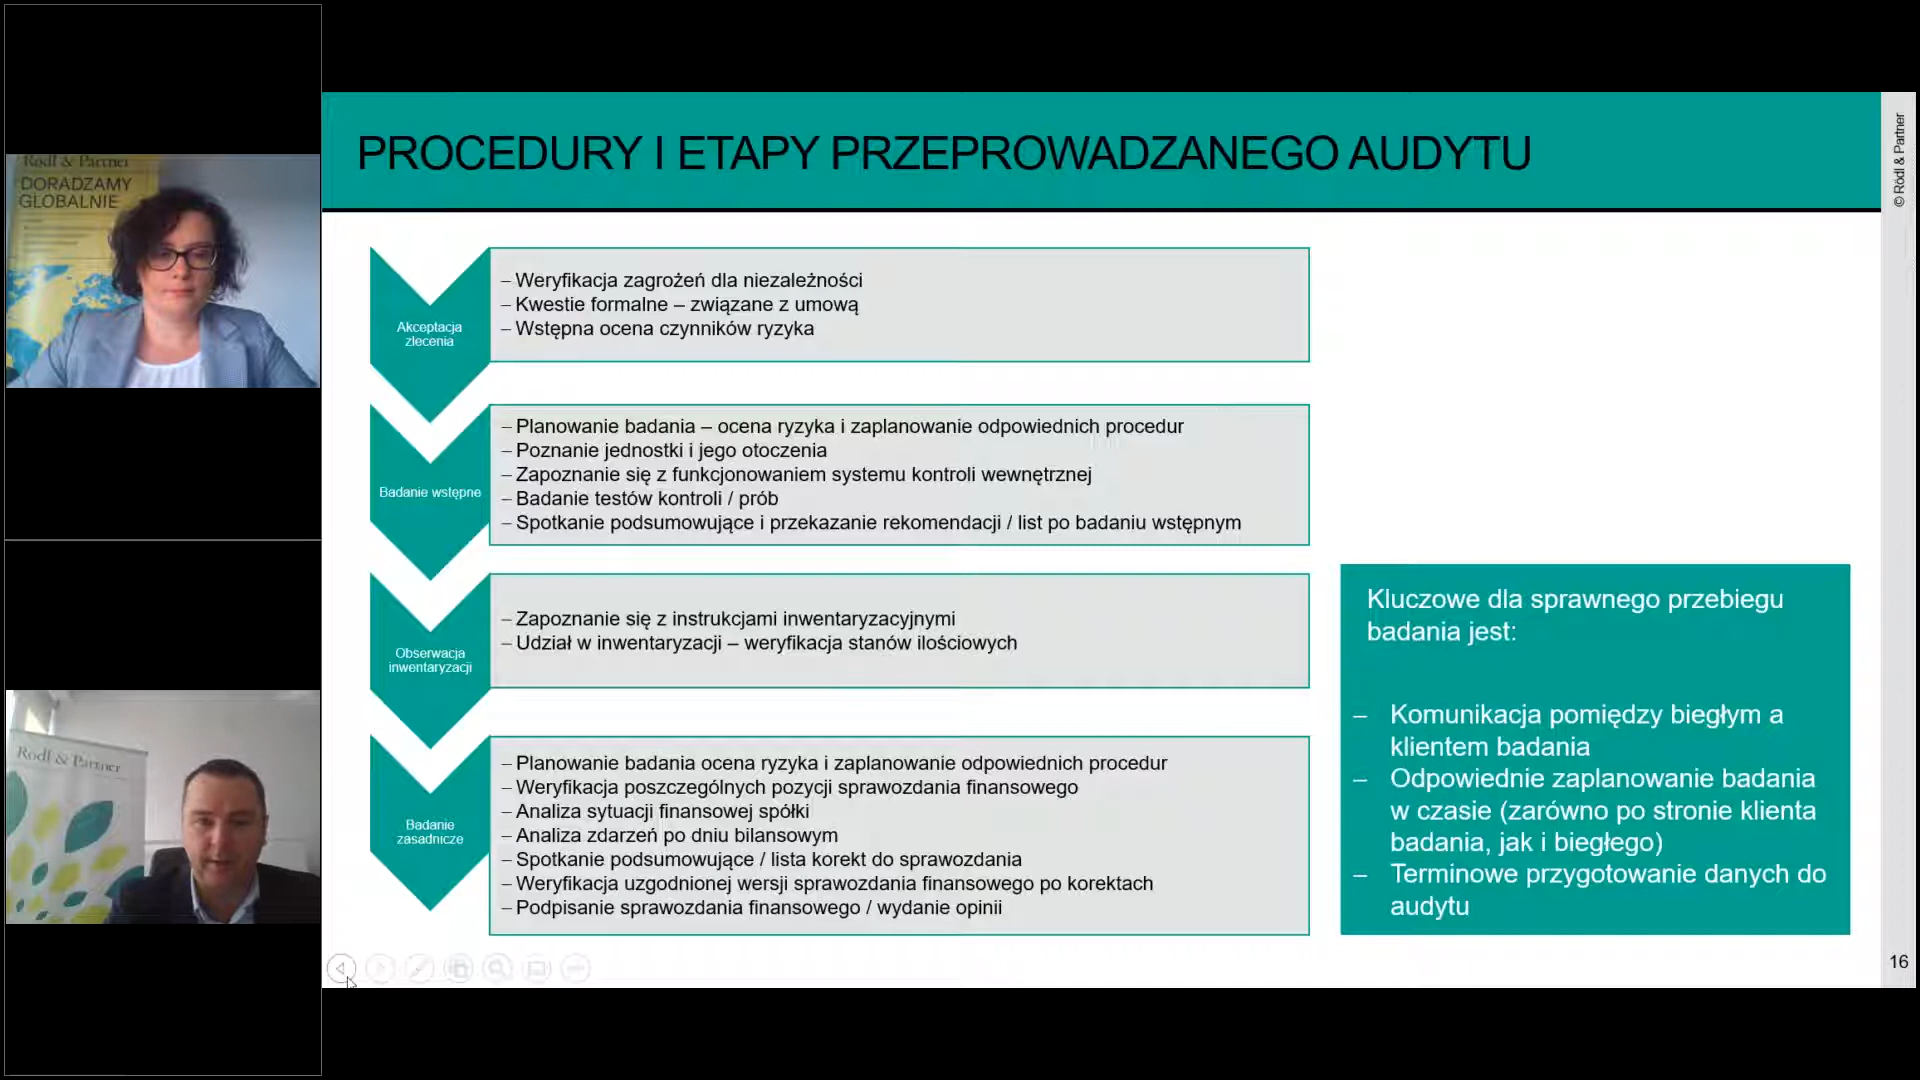 Rödl & Partner
DORADZAMY
GLOBALNIE
Rödl & Partner
PROCEDURY I ETAPY PRZEPROWADZANEGO AUDYTU
© Rödl & Partner
Akceptacja
zlecenia
– Weryfikacja zagrożeń dla niezależności
– Kwestie formalne – związane z umową
– Wstępna ocena czynników ryzyka
Badanie wstępne
– Planowanie badania – ocena ryzyka i zaplanowanie odpowiednich procedur
– Poznanie jednostki i jego otoczenia
– Zapoznanie się z funkcjonowaniem systemu kontroli wewnętrznej
– Badanie testów kontroli / prób
– Spotkanie podsumowujące i przekazanie rekomendacji / list po badaniu wstępnym
Obserwacja
inwentaryzacji
– Zapoznanie się z instrukcjami inwentaryzacyjnymi
– Udział w inwentaryzacji – weryfikacja stanów ilościowych
Badanie
zasadnicze
– Planowanie badania ocena ryzyka i zaplanowanie odpowiednich procedur
– Weryfikacja poszczególnych pozycji sprawozdania finansowego
– Analiza sytuacji finansowej spółki
– Analiza zdarzeń po dniu bilansowym
– Spotkanie podsumowujące / lista korekt do sprawozdania
– Weryfikacja uzgodnionej wersji sprawozdania finansowego po korektach
– Podpisanie sprawozdania finansowego / wydanie opinii
Kluczowe dla sprawnego przebiegu
badania jest:
– Komunikacja pomiędzy biegłym a
klientem badania
– Odpowiednie zaplanowanie badania
w czasie (zarówno po stronie klienta
badania, jak i biegłego)
– Terminowe przygotowanie danych do
audytu
16